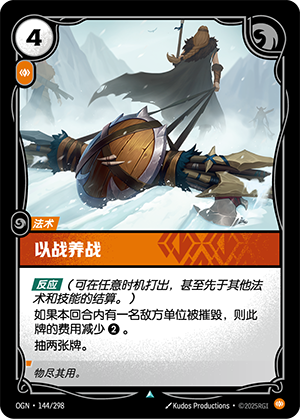 4
法术
以战养战
反应（可在任意时机打出，甚至先于其他法
术和技能的结算。）
如果本回合内有一名敌方单位被摧毁，则此
牌的费用减少 2 。
抽两张牌。
物尽其用。
OGN • 144/298 Kudos Productions • ©2025RGI